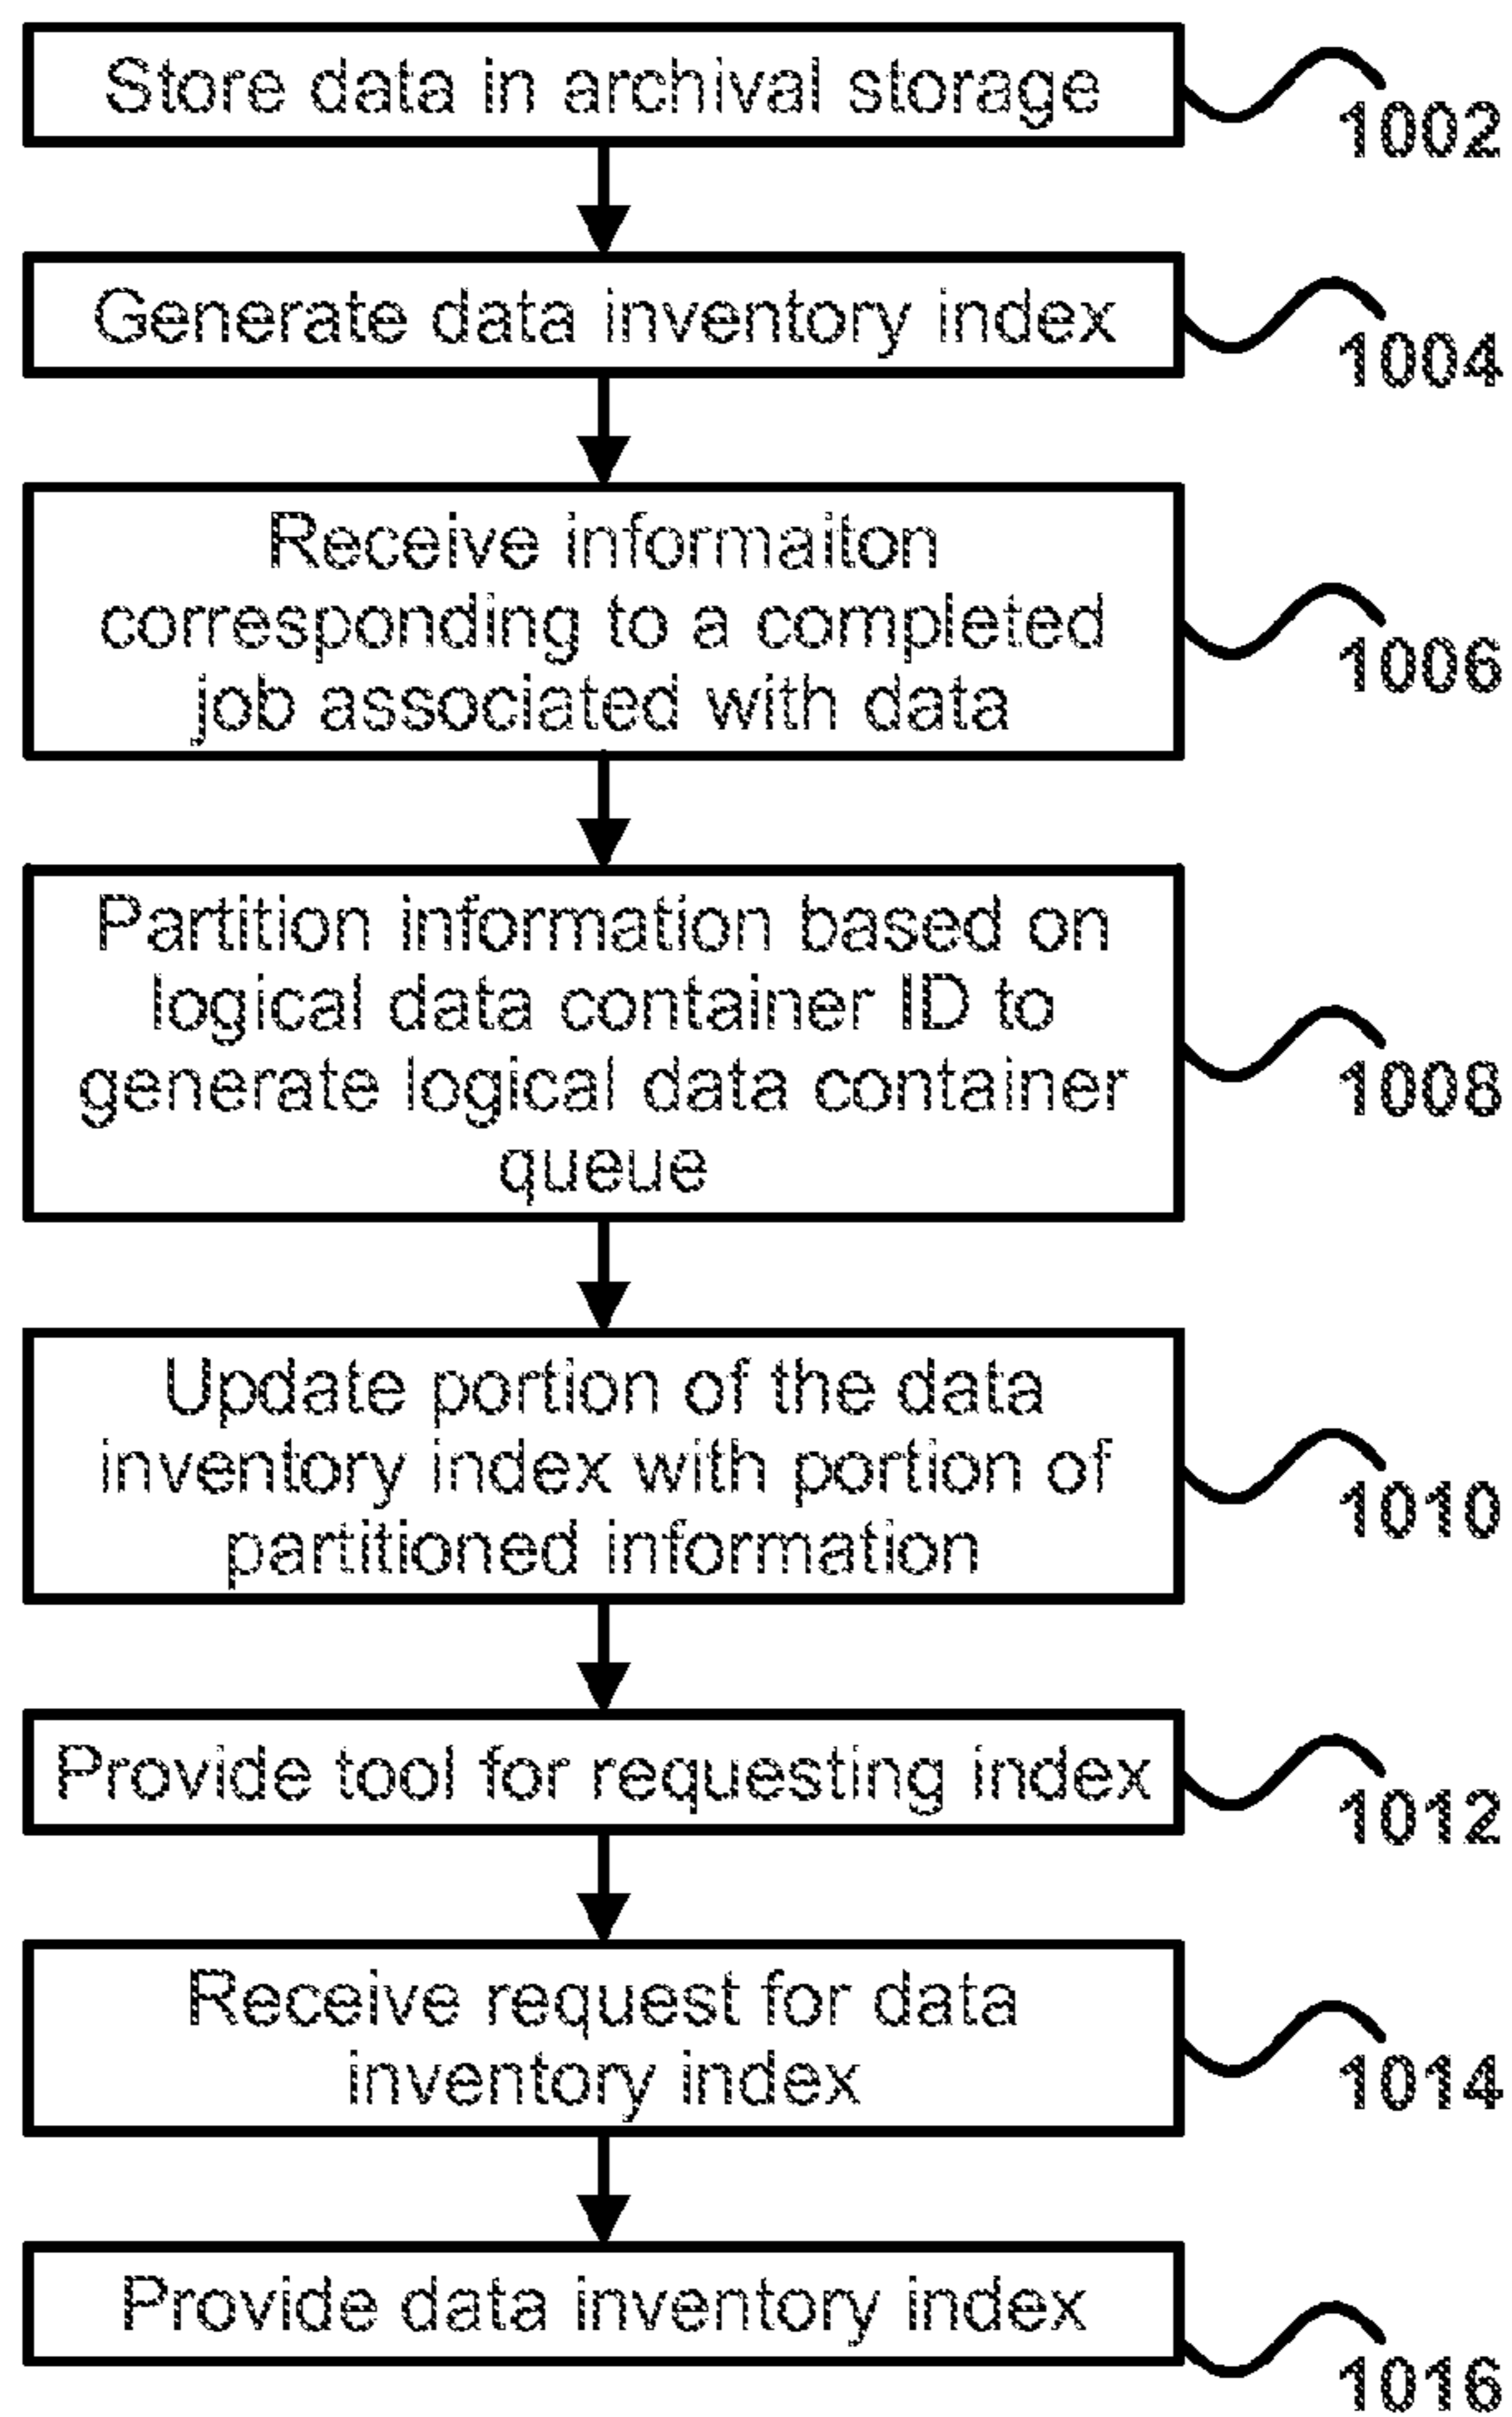 Store data in archival storage
1002
Generate data inventory index
1004
Receive informaiton
corresponding to a completed
job associated with data
1006
Partition information based on
logical data container ID to
generate logical data container
queue
1008
Update portion of the data
inventory index with portion of
partitioned information
1010
Provide tool for requesting index
1012
Receive request for data
inventory index
1014
Provide data inventory index
1016